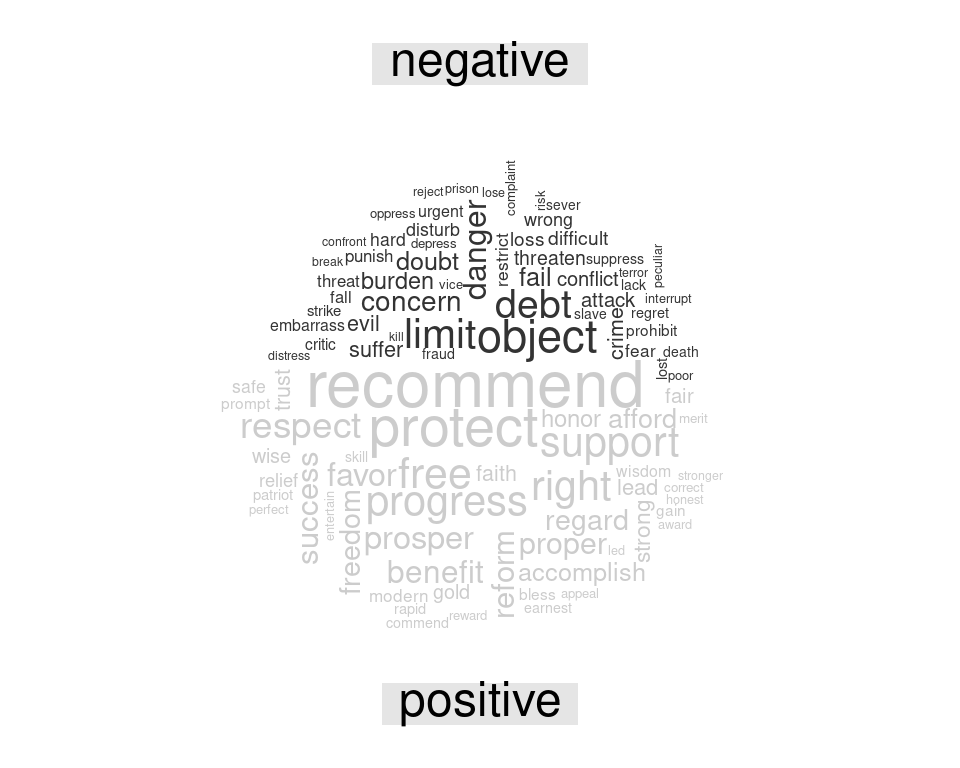 negative
complaint
reject prison lose
risk
oppress urgent sever
danger wrong
disturb
confront hard depress restrict loss difficult
break punish doubt threaten suppress peculiar
threat burden vice fail conflict terror
lack
fall concern debt attack interrupt
strike slave regret
embarrass evil kill limit object crime prohibit
critic suffer fraud fear death
distress lost poor
safe trust recommend fair
prompt
respect protect honor afford merit
support
wise skill
relief success favor free faith right wisdom stronger
patriot entertain freedom progress lead correct
honest
perfect regard strong gain
award
prosper reform proper led
benefit accomplish
modern gold bless appeal
rapid reward earnest
commend
positive